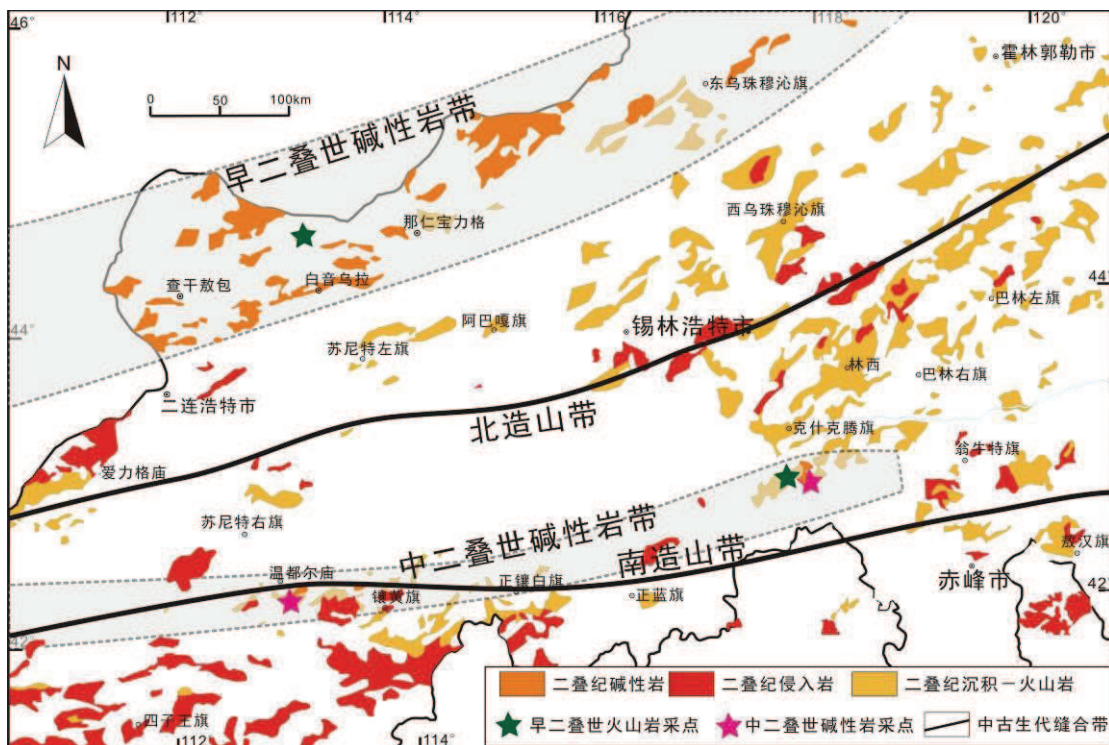 46° 112° 114° 116° 118° 120°
N
0 50 100km
霍林郭勒市
东乌珠穆沁旗
早二叠世碱性岩带
西乌珠穆沁旗
那仁宝力格
查干敖包
白音乌拉
44°
巴林左旗
阿巴嘎旗
锡林浩特市
44°
苏尼特左旗
林西
巴林右旗
二连浩特市
北造山带
克什克腾旗
翁牛特旗
爱力格庙
苏尼特右旗
中二叠世碱性岩带
南造山带
敖汉旗
温都尔庙
正镶白旗
赤峰市
42°
镶黄旗
正蓝旗
42°
二叠纪碱性岩 二叠纪侵入岩 二叠纪沉积－火山岩
四子王旗
早二叠世火山岩采点 中二叠世碱性岩采点 中古生代缝合带
112° 114°